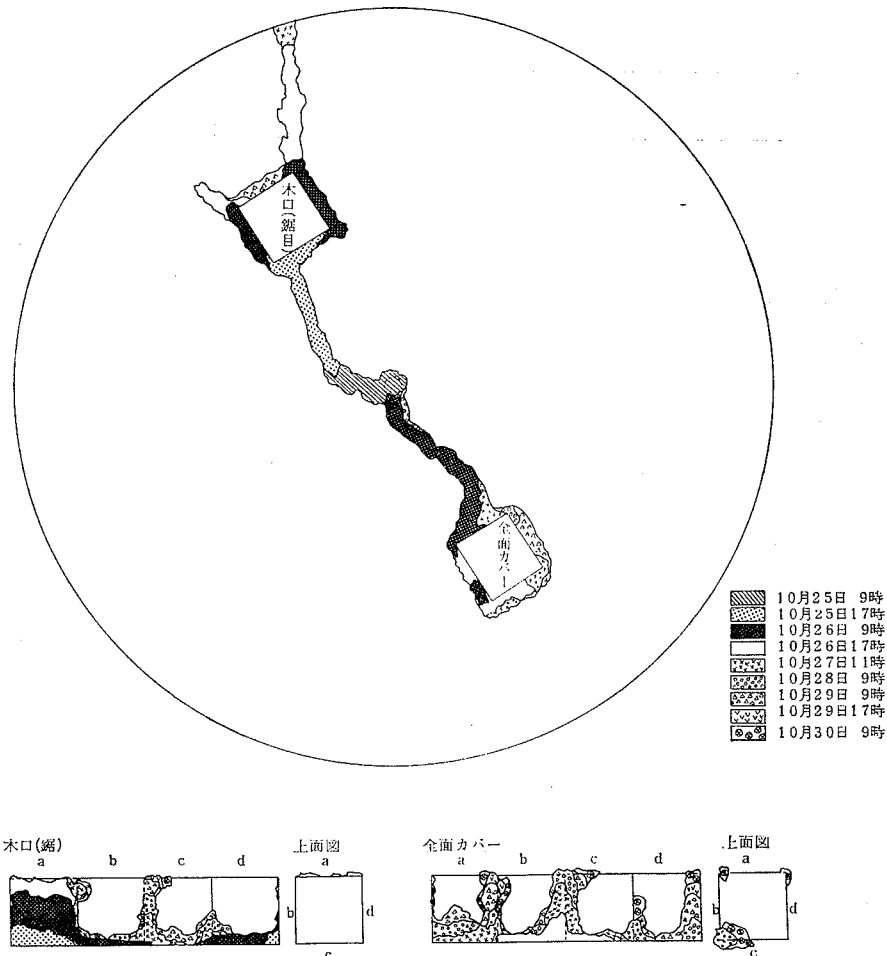 木口(鋸目)
全面カバー
10月25日 9時
10月25日17時
10月26日 9時
10月26日17時
10月27日11時
10月28日 9時
10月29日 9時
10月29日17時
10月30日 9時
木口(鋸)
a b c d
上面図
a
b d
c
全面カバー
a b c d
上面図
a
b d
c